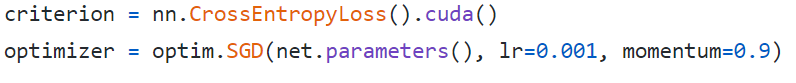 criterion = nn.CrossEntropyLoss().cuda()
optimizer = optim.SGD(net.parameters(), lr=0.001, momentum=0.9)